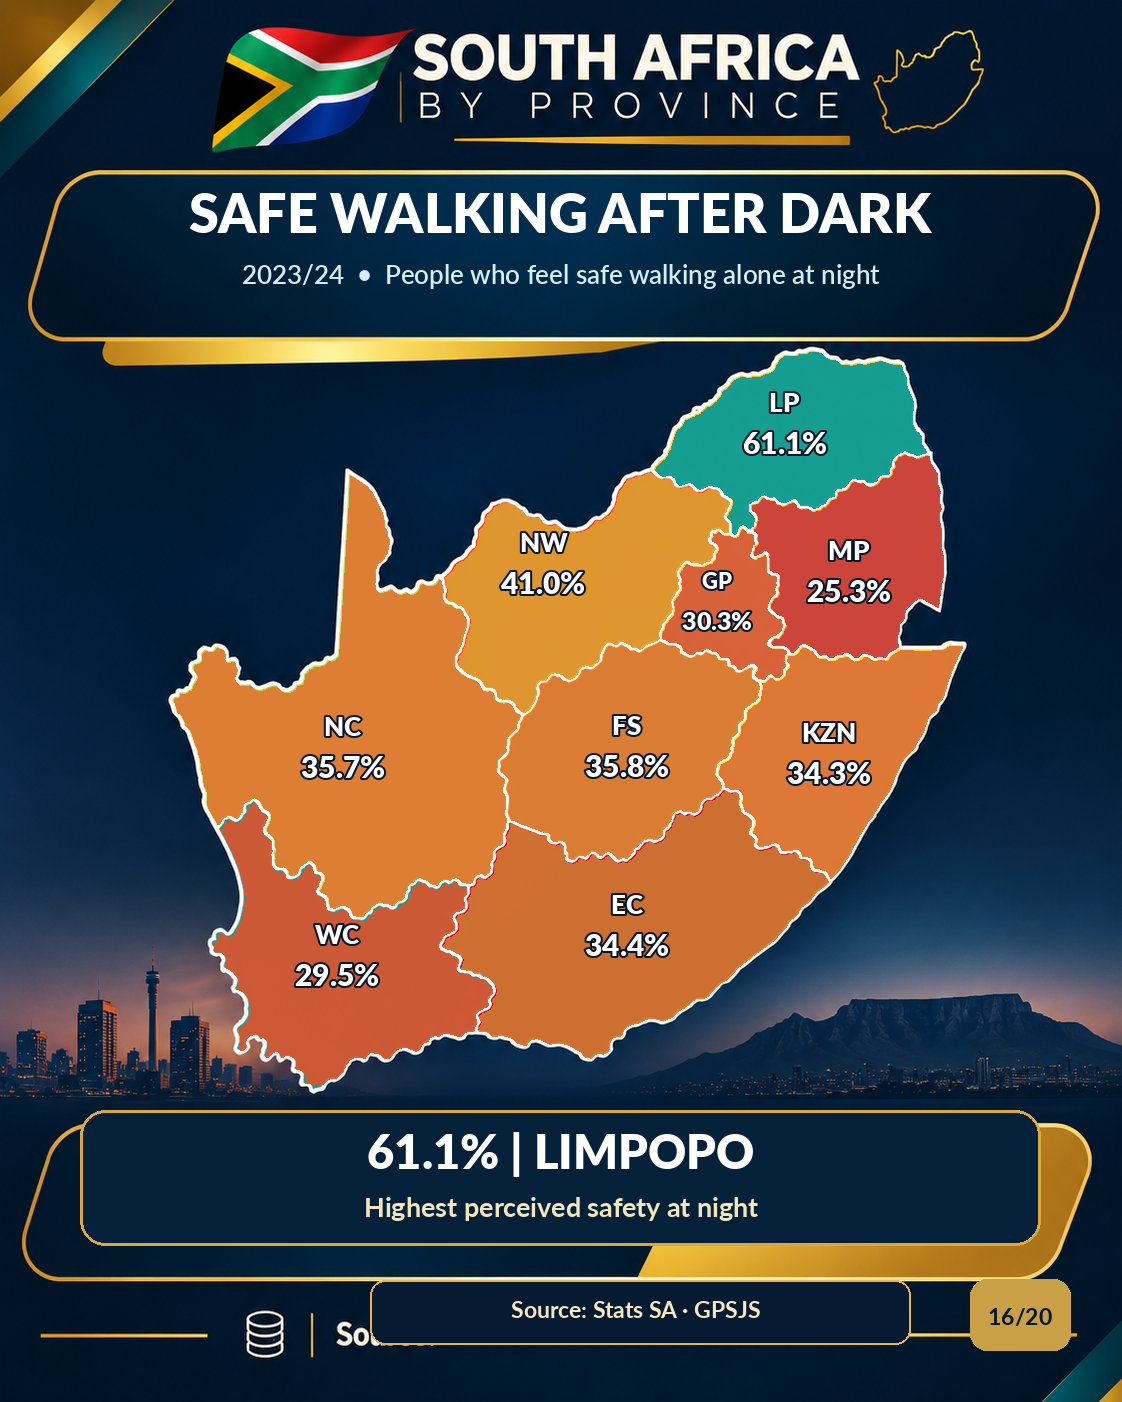 SOUTH AFRICA
BY PROVINCE
SAFE WALKING AFTER DARK
2023/24 • People who feel safe walking alone at night
LP
61.1%
NW
41.0%
MP
25.3%
GP
30.3%
NC
35.7%
FS
35.8%
KZN
34.3%
EC
34.4%
WC
29.5%
61.1% | LIMPOPO
Highest perceived safety at night
Source: Stats SA · GPSJS
16/20